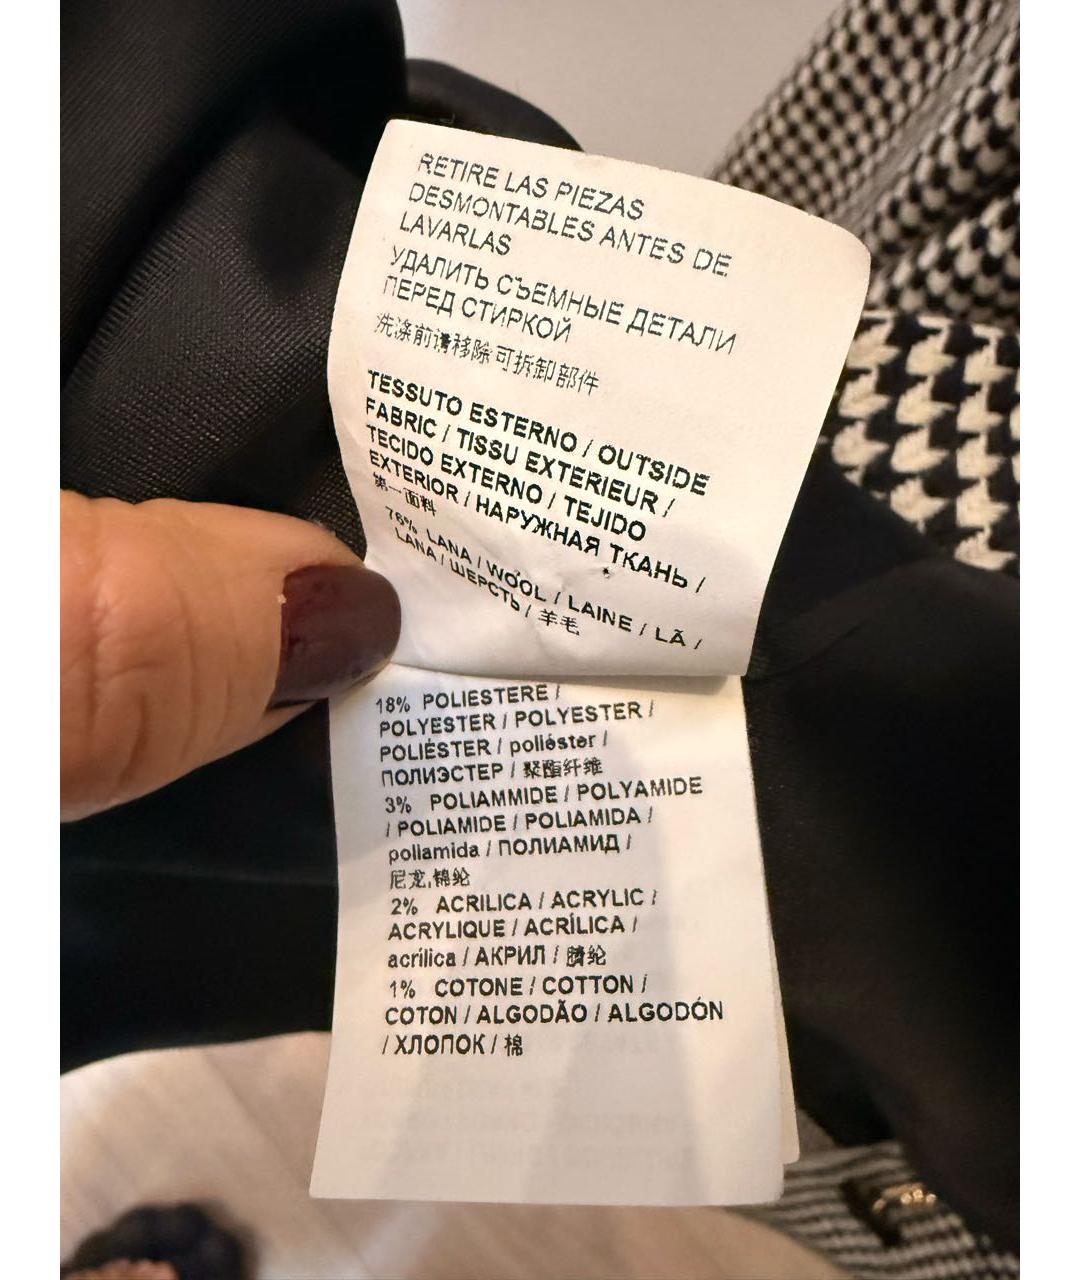 RETIRE LAS PIEZAS
DESMONTABLES ANTES DE
LAVARLAS
УДАЛИТЬ СЪЕМНЫЕ ДЕТАЛИ
ПЕРЕД СТИРКОЙ
洗涤前请移除可拆卸部件
TESSUTO ESTERNO / OUTSIDE
FABRIC / TISSU EXTERIEUR /
TECIDO EXTERNO / TEJIDO
EXTERIOR / НАРУЖНАЯ ТКАНЬ /
第一面料
76% LANA / WOOL / LAINE / LÃ /
LANA / ШЕРСТЬ / 羊毛
18% POLIESTERE /
POLYESTER / POLYESTER /
POLIÉSTER / poliéster /
ПОЛИЭСТЕР / 聚酯纤维
3% POLIAMMIDE / POLYAMIDE
/ POLIAMIDE / POLIAMIDA /
poliamida / ПОЛИАМИД /
尼龙,锦纶
2% ACRILICA / ACRYLIC /
ACRYLIQUE / ACRÍLICA /
acrílica / АКРИЛ / 腈纶
1% COTONE / COTTON /
COTON / ALGODÃO / ALGODÓN
/ ХЛОПОК / 棉